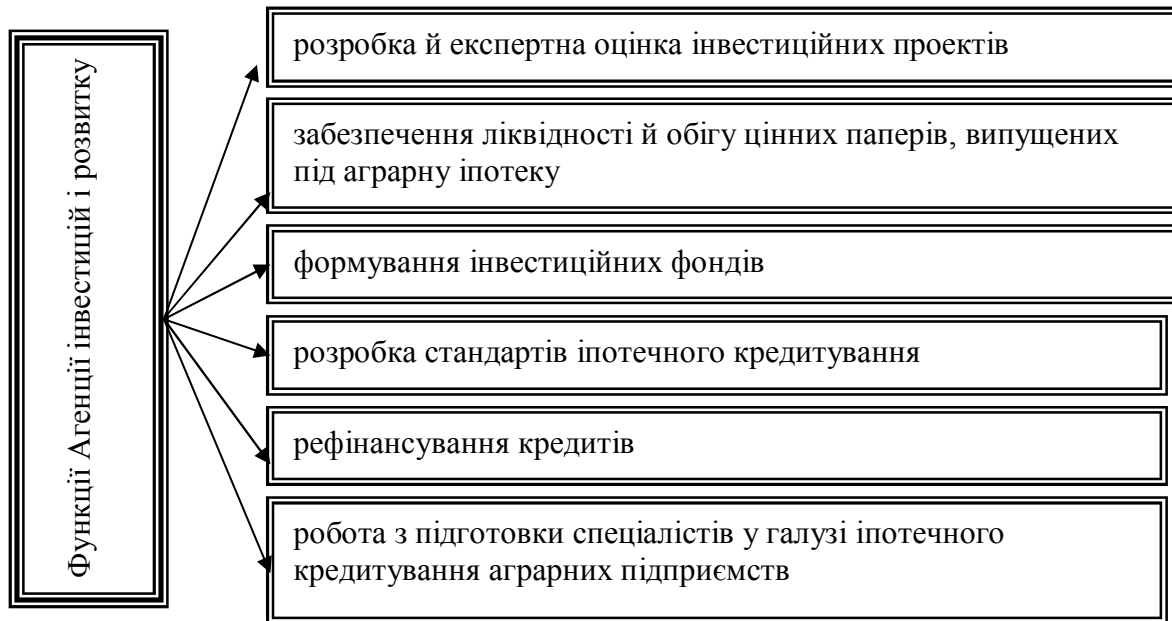 Функції Агенції інвестицій і розвитку
розробка й експертна оцінка інвестиційних проектів
забезпечення ліквідності й обігу цінних паперів, випущених
під аграрну іпотеку
формування інвестиційних фондів
розробка стандартів іпотечного кредитування
рефінансування кредитів
робота з підготовки спеціалістів у галузі іпотечного
кредитування аграрних підприємств